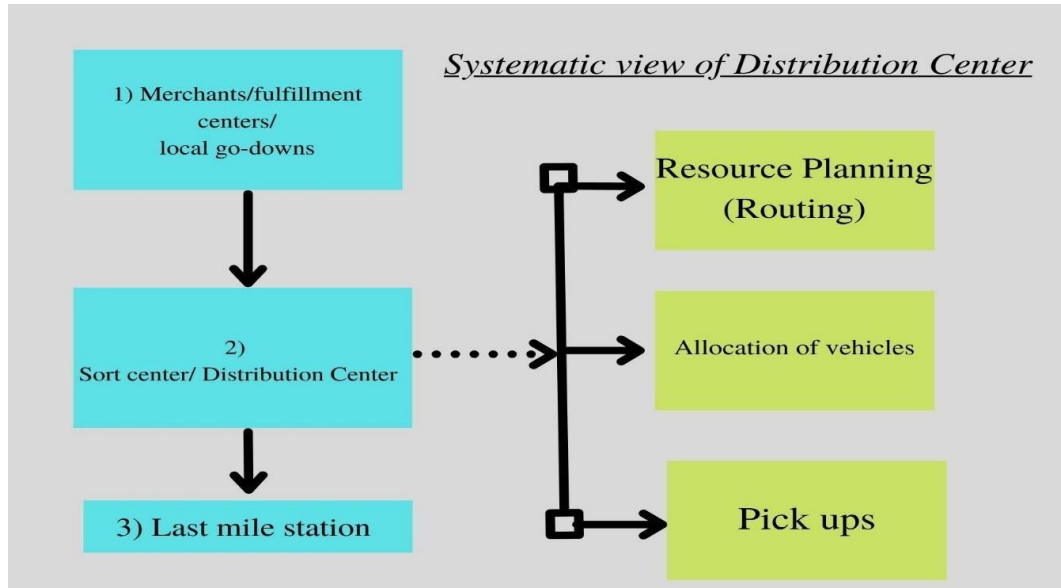 Systematic view of Distribution Center
1) Merchants/fulfillment
centers/
local go-downs
2)
Sort center/ Distribution Center
3) Last mile station
Resource Planning
(Routing)
Allocation of vehicles
Pick ups